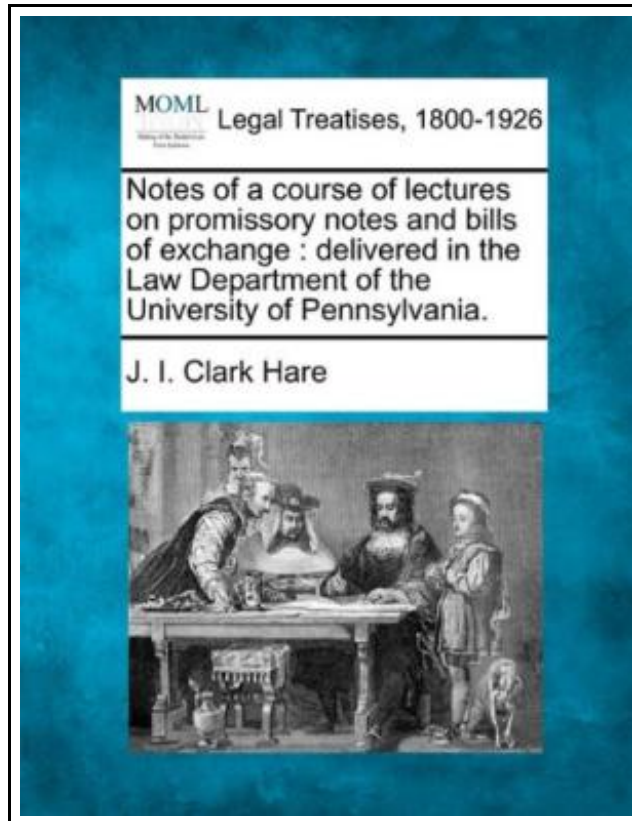 MOML
Legal Treatises, 1800-1926
Notes of a course of lectures
on promissory notes and bills
of exchange : delivered in the
Law Department of the
University of Pennsylvania.
J. I. Clark Hare